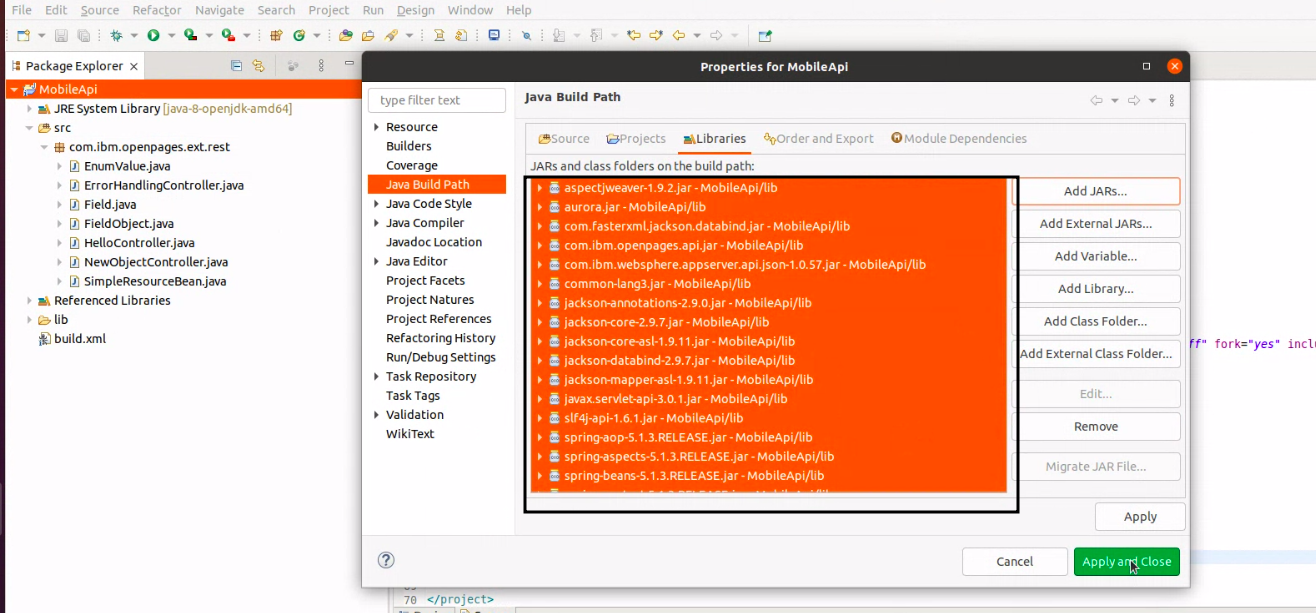 File Edit Source Refactor Navigate Search Project Run Design Window Help
Package Explorer
MobileApi
JRE System Library [java-8-openjdk-amd64]
src
com.ibm.openpages.ext.rest
EnumValue.java
ErrorHandlingController.java
Field.java
FieldObject.java
HelloController.java
NewObjectController.java
SimpleResourceBean.java
Referenced Libraries
lib
build.xml
Properties for MobileApi
type filter text
Resource
Builders
Coverage
Java Build Path
Java Code Style
Java Compiler
Javadoc Location
Java Editor
Project Facets
Project Natures
Project References
Refactoring History
Run/Debug Settings
Task Repository
Task Tags
Validation
WikiText
Java Build Path
Source Projects Libraries Order and Export Module Dependencies
JARs and class folders on the build path:
aspectjweaver-1.9.2.jar - MobileApi/lib
aurora.jar - MobileApi/lib
com.fasterxml.jackson.databind.jar - MobileApi/lib
com.ibm.openpages.api.jar - MobileApi/lib
com.ibm.websphere.appserver.api.json-1.0.57.jar - MobileApi/lib
common-lang3.jar - MobileApi/lib
jackson-annotations-2.9.0.jar - MobileApi/lib
jackson-core-2.9.7.jar - MobileApi/lib
jackson-core-asl-1.9.11.jar - MobileApi/lib
jackson-databind-2.9.7.jar - MobileApi/lib
jackson-mapper-asl-1.9.11.jar - MobileApi/lib
javax.servlet-api-3.0.1.jar - MobileApi/lib
slf4j-api-1.6.1.jar - MobileApi/lib
spring-aop-5.1.3.RELEASE.jar - MobileApi/lib
spring-aspects-5.1.3.RELEASE.jar - MobileApi/lib
spring-beans-5.1.3.RELEASE.jar - MobileApi/lib
Add JARs...
Add External JARs...
Add Variable...
Add Library...
Add Class Folder...
Add External Class Folder...
Edit...
Remove
Migrate JAR File...
Apply
Cancel
Apply and Close
ff" fork="yes" inclu
70 </project>